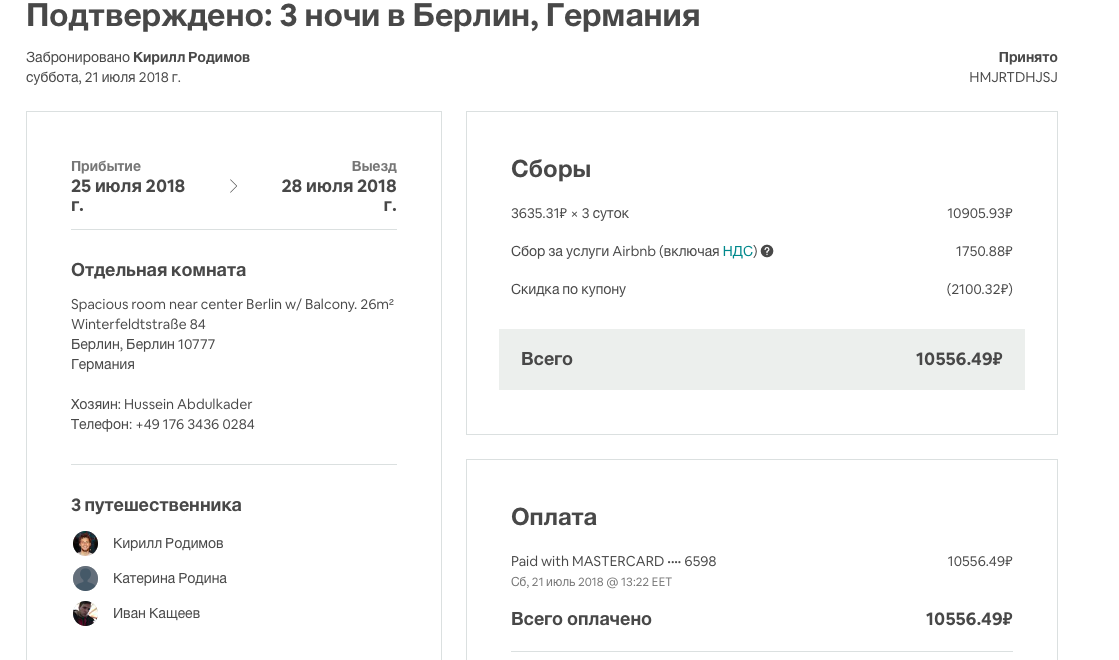 Подтверждено: 3 ночи в Берлин, Германия
Забронировано Кирилл Родимов
суббота, 21 июля 2018 г.
Принято
HMJRTDHJSJ
Прибытие
25 июля 2018 г.
Выезд
28 июля 2018 г.
Отдельная комната
Spacious room near center Berlin w/ Balcony. 26m²
Winterfeldtstraße 84
Берлин, Берлин 10777
Германия
Хозяин: Hussein Abdulkader
Телефон: +49 176 3436 0284
3 путешественника
Кирилл Родимов
Катерина Родина
Иван Кащеев
Сборы
3635.31₽ × 3 суток 10905.93₽
Сбор за услуги Airbnb (включая НДС) ? 1750.88₽
Скидка по купону (2100.32₽)
Всего 10556.49₽
Оплата
Paid with MASTERCARD ···· 6598 10556.49₽
Сб, 21 июль 2018 @ 13:22 EET
Всего оплачено 10556.49₽